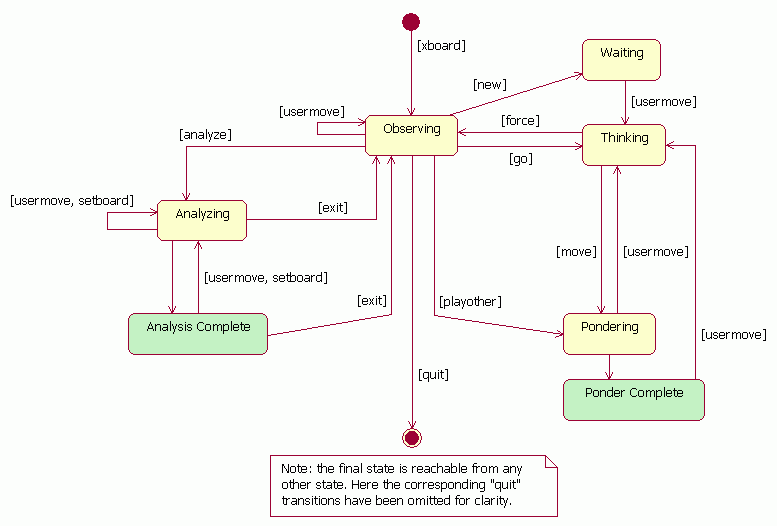 [xboard]
Waiting
[new]
[usermove]
[usermove]
Observing
[force]
Thinking
[analyze]
[go]
[usermove, setboard]
Analyzing
[exit]
[move]
[usermove]
[usermove, setboard]
[exit]
[playother]
Analysis Complete
Pondering
[usermove]
[quit]
Ponder Complete
Note: the final state is reachable from any
other state. Here the corresponding "quit"
transitions have been omitted for clarity.